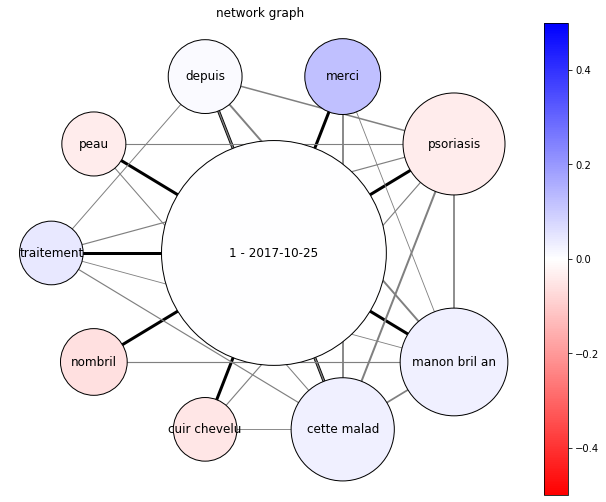 network graph
depuis
merci
peau
psoriasis
traitement
1 - 2017-10-25
nombril
manon bril an
cuir chevelu
cette malad
0.4
0.2
0.0
−0.2
−0.4